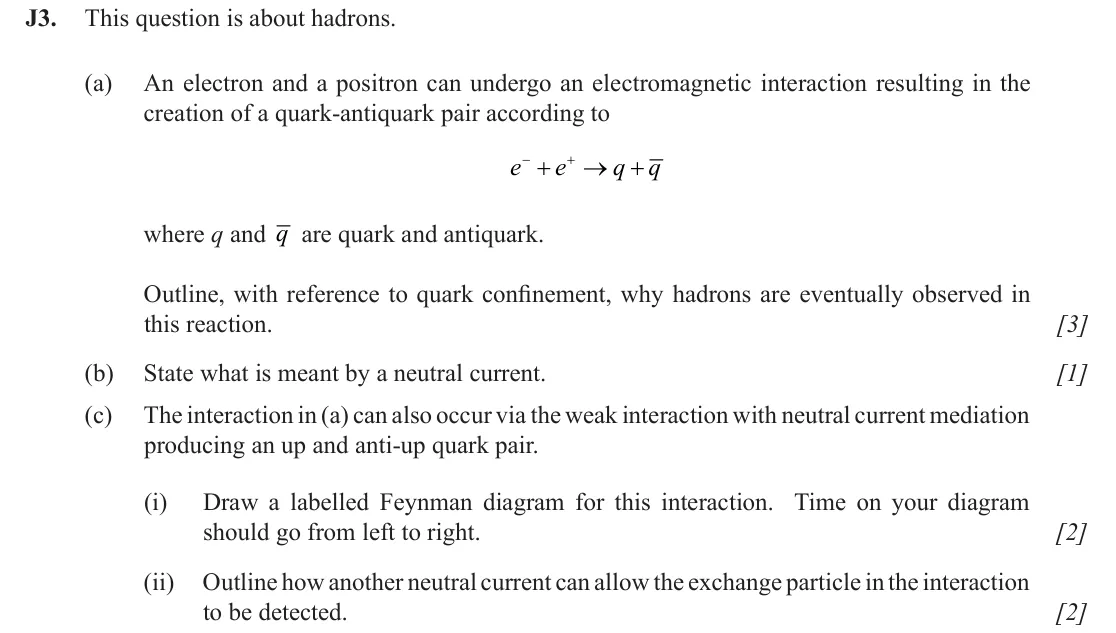 J3. This question is about hadrons.
(a) An electron and a positron can undergo an electromagnetic interaction resulting in the
creation of a quark-antiquark pair according to
e⁻ + e⁺ → q + q̅
where q and q̅ are quark and antiquark.
Outline, with reference to quark confinement, why hadrons are eventually observed in
this reaction. [3]
(b) State what is meant by a neutral current. [1]
(c) The interaction in (a) can also occur via the weak interaction with neutral current mediation
producing an up and anti-up quark pair.
(i) Draw a labelled Feynman diagram for this interaction. Time on your diagram
should go from left to right. [2]
(ii) Outline how another neutral current can allow the exchange particle in the interaction
to be detected. [2]